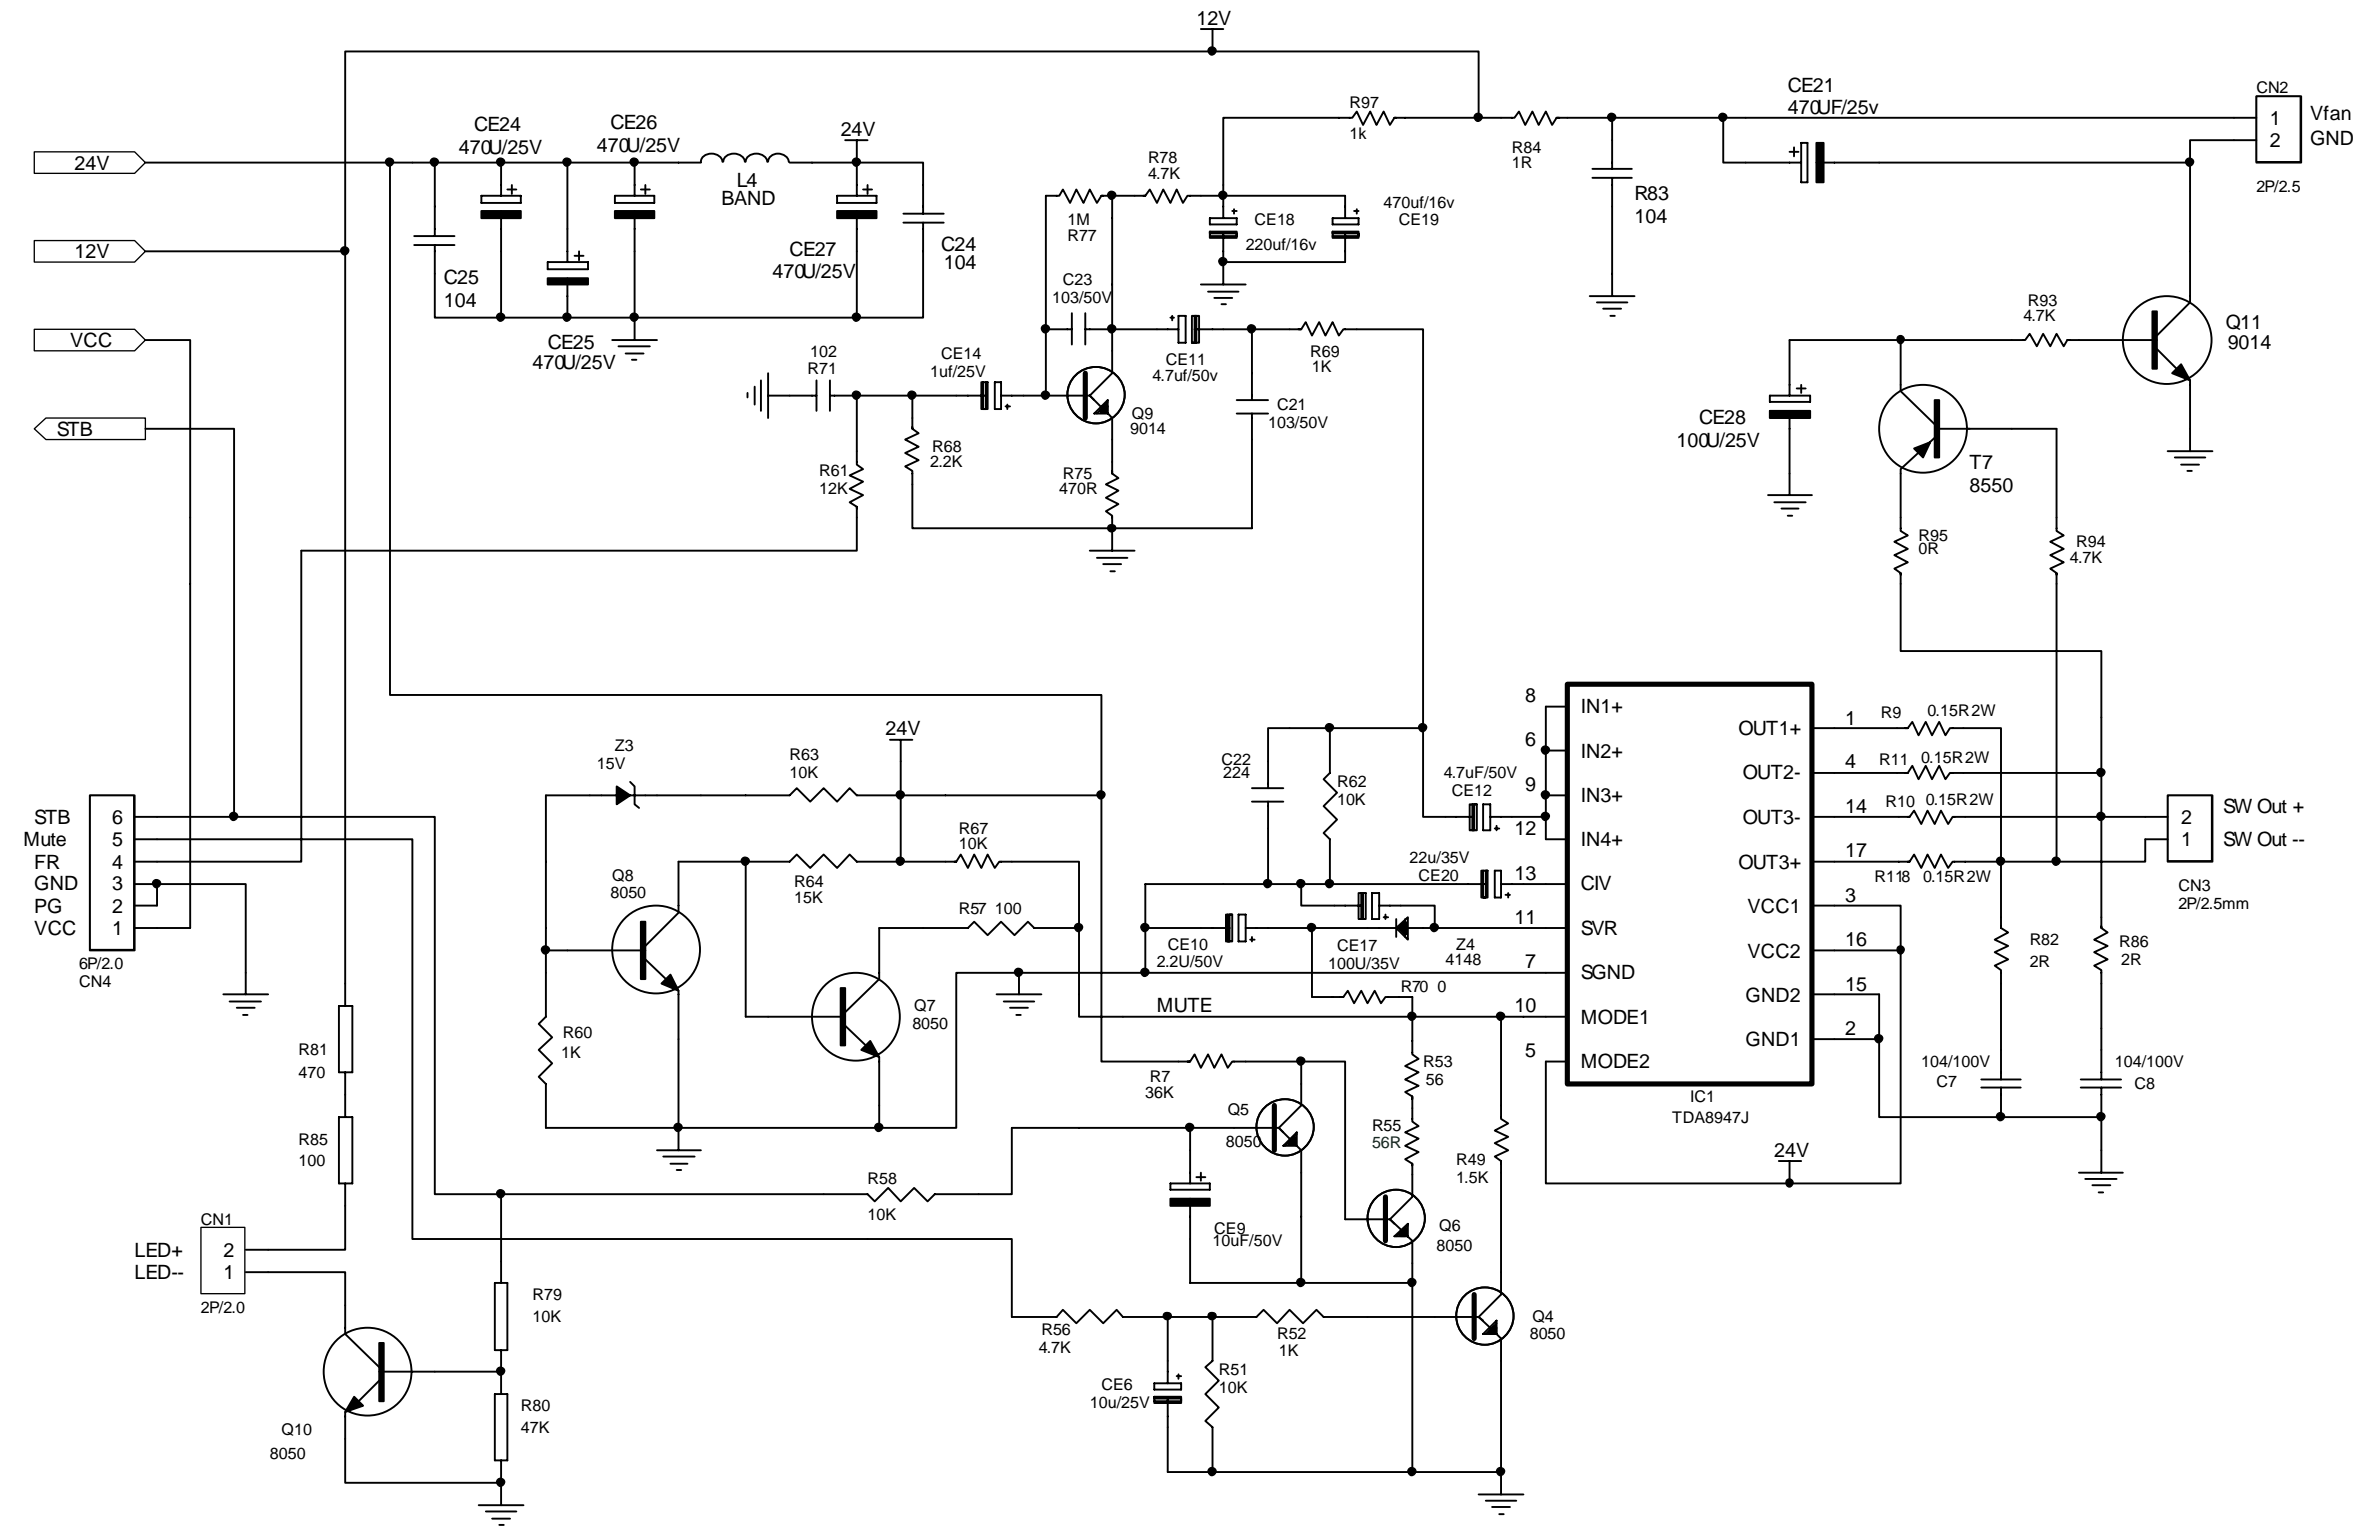 12V
CE21
470UF/25v
CN2
1
Vfan
2
GND
2P/2.5
R97
1k
R84
1R
R83
104
24V
CE24
470U/25V
CE26
470U/25V
24V
L4
BAND
R78
4.7K
1M
R77
CE18
220uf/16v
470uf/16v
CE19
12V
C25
104
CE25
470U/25V
CE27
470U/25V
C24
104
C23
103/50V
VCC
102
R71
CE14
1uf/25V
CE11
4.7uf/50v
R69
1K
R93
4.7K
Q11
9014
STB
Q9
9014
C21
103/50V
CE28
100U/25V
T7
8550
R68
2.2K
R61
12K
R75
470R
R95
0R
R94
4.7K
24V
Z3
15V
R63
10K
R67
10K
R64
15K
Q8
8050
R57 100
Q7
8050
R60
1K
STB
6
Mute
5
FR
4
GND
3
PG
2
VCC
1
6P/2.0
CN4
C22
224
R62
10K
4.7uF/50V
CE12
22u/35V
CE20
CE10
2.2U/50V
CE17
100U/35V
Z4
4148
R70 0
MUTE
8
IN1+
6
IN2+
9
IN3+
12
IN4+
13
CIV
11
SVR
7
SGND
10
MODE1
5
MODE2
OUT1+
1
OUT2-
4
OUT3-
14
OUT3+
17
VCC1
3
VCC2
16
GND2
15
GND1
2
IC1
TDA8947J
R9 0.15R2W
R11 0.15R2W
R10 0.15R2W
R118 0.15R2W
2
SW Out +
1
SW Out --
CN3
2P/2.5mm
R82
2R
R86
2R
104/100V
C7
104/100V
C8
24V
R81
470
R85
100
R7
36K
Q5
8050
R53
56
R55
56R
R49
1.5K
R58
10K
CE9
10uF/50V
Q6
8050
CN1
LED+
2
LED--
1
2P/2.0
R79
10K
R56
4.7K
R52
1K
Q4
8050
CE6
10u/25V
R51
10K
R80
47K
Q10
8050